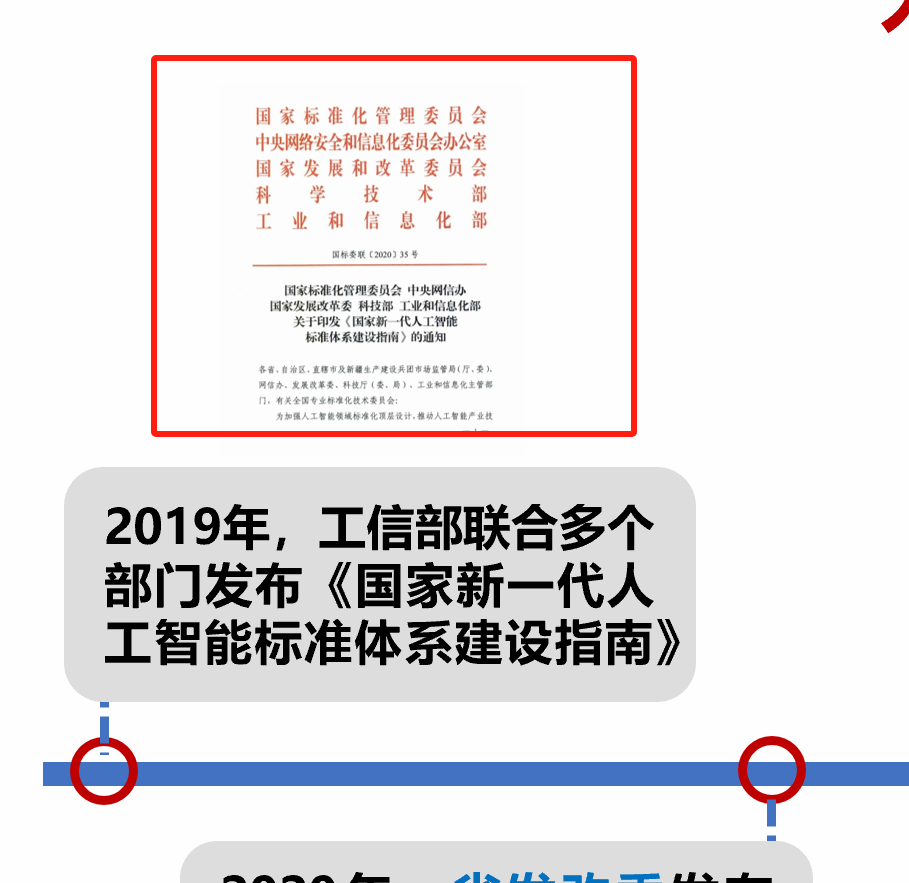 国家标准化管理委员会
中央网络安全和信息化委员会办公室
国家发展和改革委员会
科学技术部
工业和信息化部
国标委联〔2020〕35号
国家标准化管理委员会 中央网信办
国家发展改革委 科技部 工业和信息化部
关于印发《国家新一代人工智能
标准体系建设指南》的通知
各省、自治区、直辖市及新疆生产建设兵团市场监管局(厅、委)、
网信办、发展改革委、科技厅(委、局)、工业和信息化主管部
门，有关全国专业标准化技术委员会:
为加强人工智能领域标准化顶层设计，推动人工智能产业技
2019年，工信部联合多个
部门发布《国家新一代人
工智能标准体系建设指南》
2020年，省发改委发布